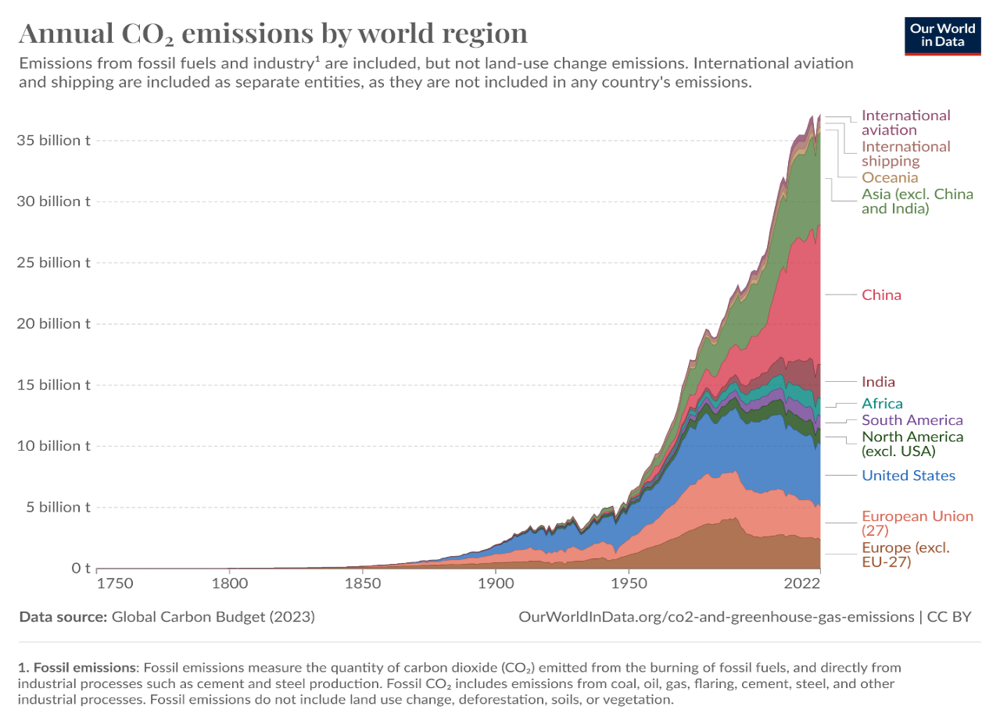 Annual CO₂ emissions by world region
Our World
in Data
Emissions from fossil fuels and industry¹ are included, but not land-use change emissions. International aviation
and shipping are included as separate entities, as they are not included in any country's emissions.
35 billion t
30 billion t
25 billion t
20 billion t
15 billion t
10 billion t
5 billion t
0 t
1750
1800
1850
1900
1950
2022
International
aviation
International
shipping
Oceania
Asia (excl. China
and India)
China
India
Africa
South America
North America
(excl. USA)
United States
European Union
(27)
Europe (excl.
EU-27)
Data source: Global Carbon Budget (2023)
OurWorldInData.org/co2-and-greenhouse-gas-emissions | CC BY
1. Fossil emissions: Fossil emissions measure the quantity of carbon dioxide (CO₂) emitted from the burning of fossil fuels, and directly from
industrial processes such as cement and steel production. Fossil CO₂ includes emissions from coal, oil, gas, flaring, cement, steel, and other
industrial processes. Fossil emissions do not include land use change, deforestation, soils, or vegetation.